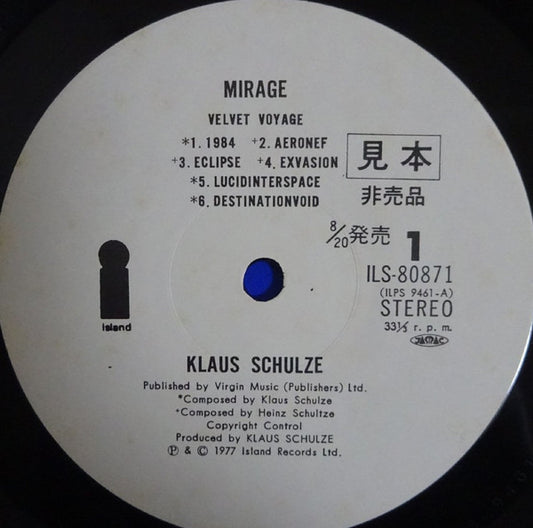 MIRAGE
VELVET VOYAGE
*1. 1984 +2. AERONEF
+3. ECLIPSE +4. EXVASION
*5. LUCIDINTERSPACE
*6. DESTINATIONVOID
見本
非売品
8/20発売
1
ILS-80871
(ILPS 9461-A)
STEREO
33⅓ r. p. m.
JASRAC
island
KLAUS SCHULZE
Published by Virgin Music (Publishers) Ltd.
*Composed by Klaus Schulze
+Composed by Heinz Schultze
Copyright Control
Produced by KLAUS SCHULZE
Ⓟ & © 1977 Island Records Ltd.